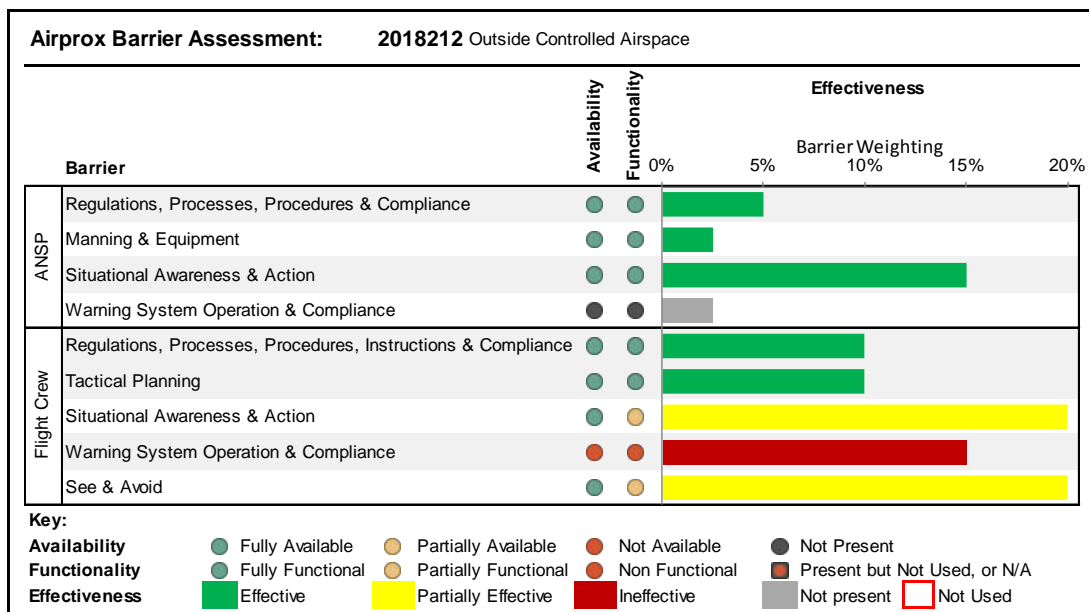 Airprox Barrier Assessment: 2018212 Outside Controlled Airspace
Availability
Functionality
Effectiveness
Barrier Weighting
Barrier
0% 5% 10% 15% 20%
ANSP
Regulations, Processes, Procedures & Compliance
Manning & Equipment
Situational Awareness & Action
Warning System Operation & Compliance
Flight Crew
Regulations, Processes, Procedures, Instructions & Compliance
Tactical Planning
Situational Awareness & Action
Warning System Operation & Compliance
See & Avoid
Key:
Availability Fully Available Partially Available Not Available Not Present
Functionality Fully Functional Partially Functional Non Functional Present but Not Used, or N/A
Effectiveness Effective Partially Effective Ineffective Not present Not Used